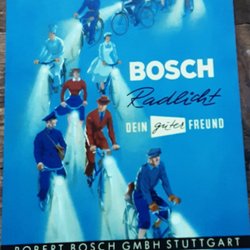 BOSCH
Radlicht
DEIN guter FREUND
ROBERT BOSCH GMBH STUTTGART